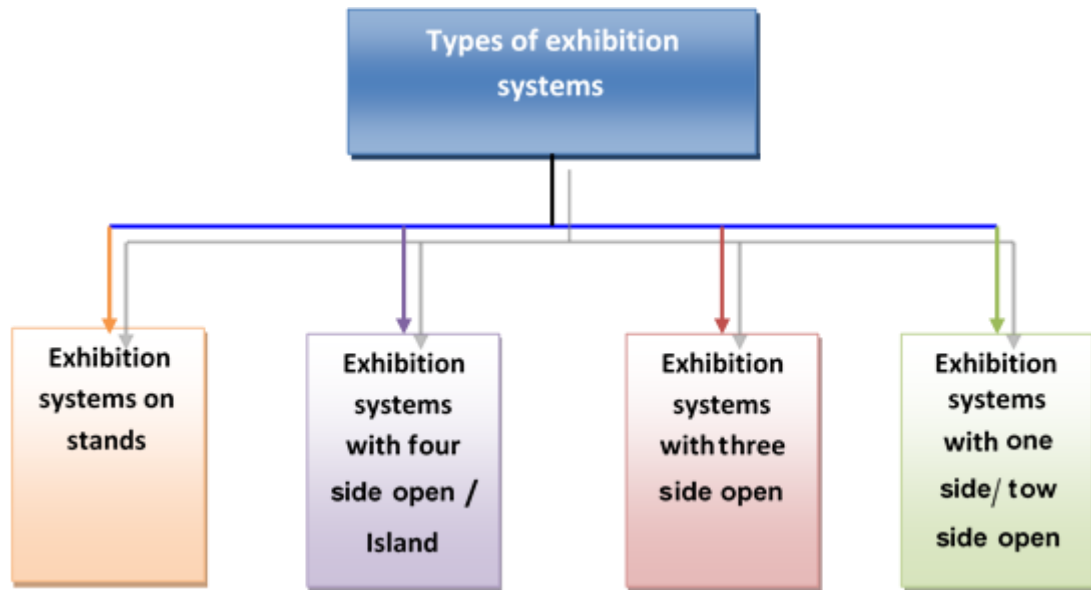 Types of exhibition
systems
Exhibition
systems on
stands
Exhibition
systems
with four
side open /
Island
Exhibition
systems
with three
side open
Exhibition
systems
with one
side/ tow
side open